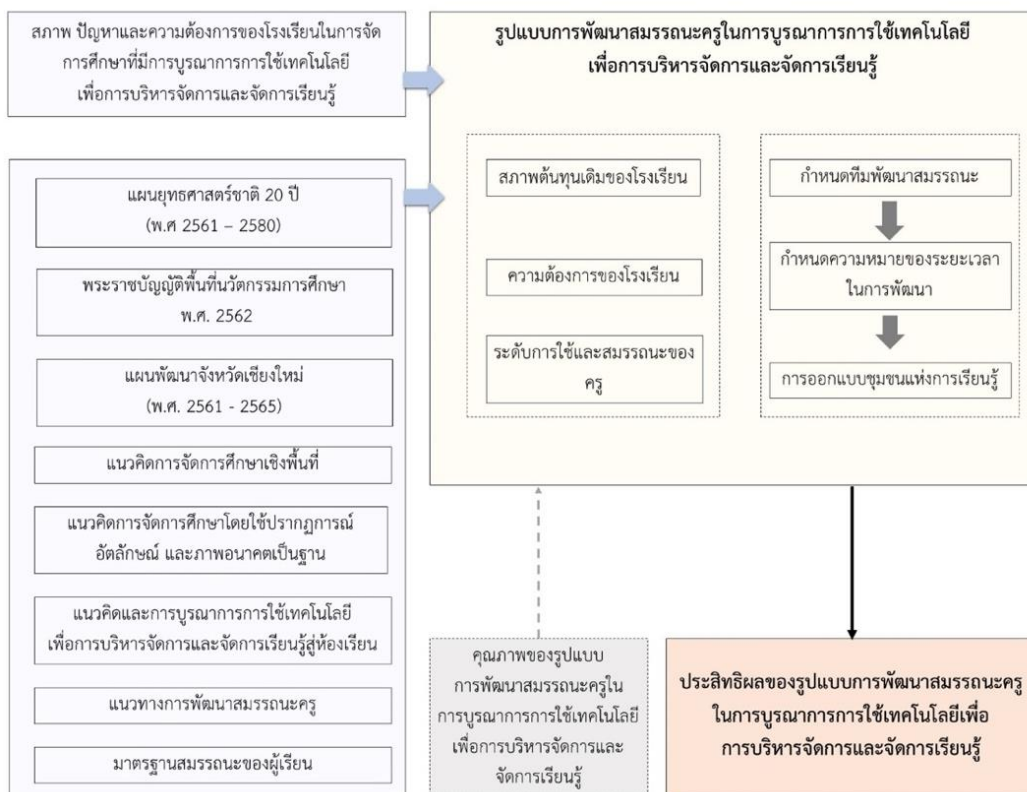 สภาพ ปัญหาและความต้องการของโรงเรียนในการจัด
การศึกษาที่มีการบูรณาการการใช้เทคโนโลยี
เพื่อการบริหารจัดการและจัดการเรียนรู้
แผนยุทธศาสตร์ชาติ 20 ปี
(พ.ศ 2561 – 2580)
พระราชบัญญัติพื้นที่นวัตกรรมการศึกษา
พ.ศ. 2562
แผนพัฒนาจังหวัดเชียงใหม่
(พ.ศ. 2561 - 2565)
แนวคิดการจัดการศึกษาเชิงพื้นที่
แนวคิดการจัดการศึกษาโดยใช้ปรากฏการณ์
อัตลักษณ์ และภาพอนาคตเป็นฐาน
แนวคิดและการบูรณาการการใช้เทคโนโลยี
เพื่อการบริหารจัดการและจัดการเรียนรู้สู่ห้องเรียน
แนวทางการพัฒนาสมรรถนะครู
มาตรฐานสมรรถนะของผู้เรียน
รูปแบบการพัฒนาสมรรถนะครูในการบูรณาการการใช้เทคโนโลยี
เพื่อการบริหารจัดการและจัดการเรียนรู้
สภาพต้นทุนเดิมของโรงเรียน
ความต้องการของโรงเรียน
ระดับการใช้และสมรรถนะของ
ครู
กำหนดทีมพัฒนาสมรรถนะ
กำหนดความหมายของระยะเวลา
ในการพัฒนา
การออกแบบชุมชนแห่งการเรียนรู้
คุณภาพของรูปแบบ
การพัฒนาสมรรถนะครูใน
การบูรณาการการใช้เทคโนโลยี
เพื่อการบริหารจัดการและ
จัดการเรียนรู้
ประสิทธิผลของรูปแบบการพัฒนาสมรรถนะครู
ในการบูรณาการการใช้เทคโนโลยีเพื่อ
การบริหารจัดการและจัดการเรียนรู้